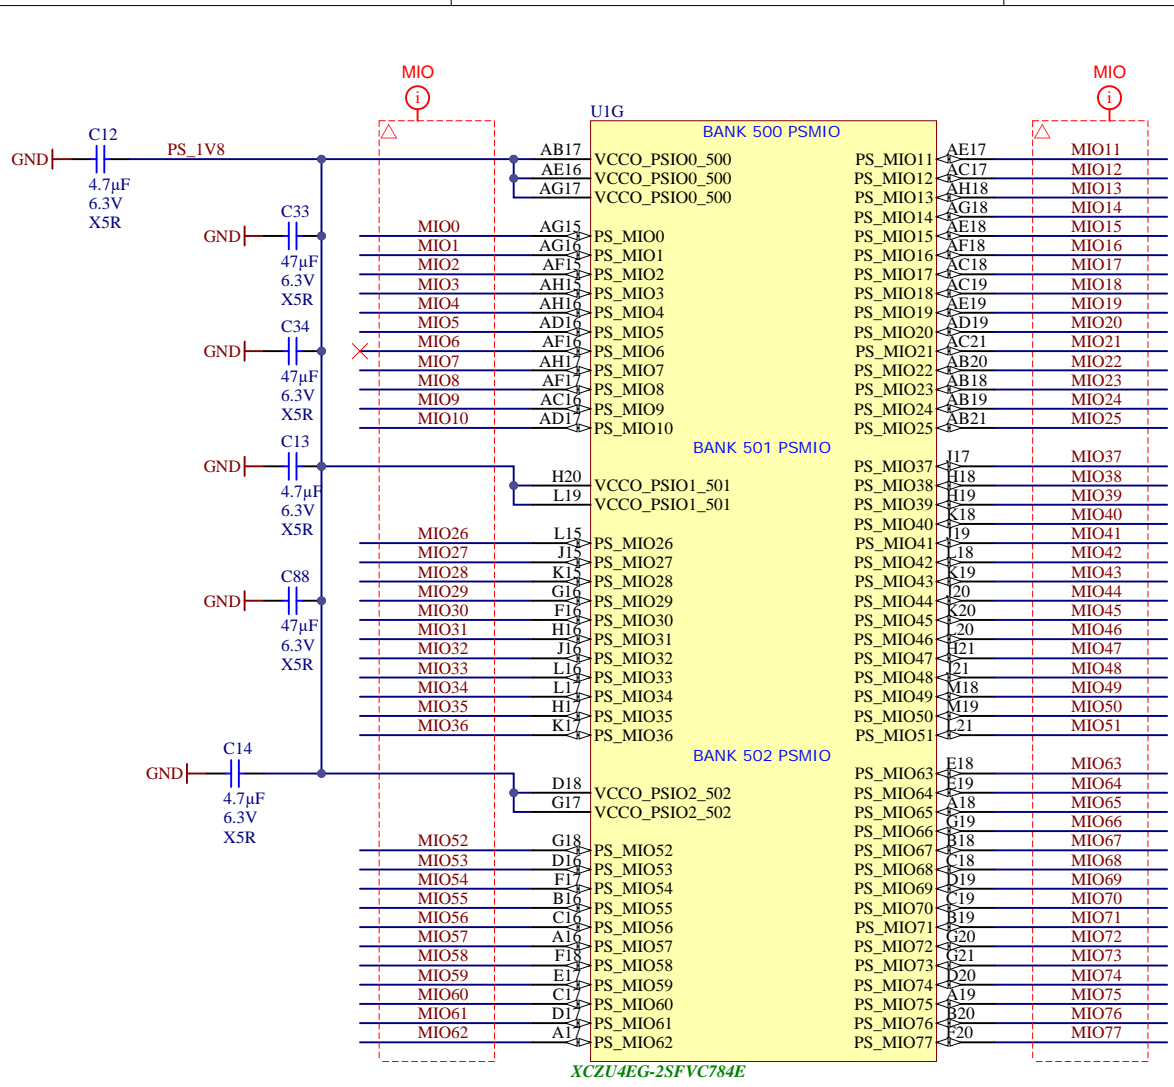 MIO
MIO
U1G
BANK 500 PSMIO
C12
GND
PS_1V8
4.7µF
6.3V
X5R
AB17 VCCO_PSIO0_500
AE16 VCCO_PSIO0_500
AG17 VCCO_PSIO0_500
C33
GND
47µF
6.3V
X5R
C34
GND
47µF
6.3V
X5R
C13
GND
4.7µF
6.3V
X5R
C88
GND
47µF
6.3V
X5R
C14
GND
4.7µF
6.3V
X5R
MIO0 AG15 PS_MIO0
MIO1 AG16 PS_MIO1
MIO2 AF15 PS_MIO2
MIO3 AH15 PS_MIO3
MIO4 AH16 PS_MIO4
MIO5 AD16 PS_MIO5
MIO6 AF16 PS_MIO6
MIO7 AH17 PS_MIO7
MIO8 AF17 PS_MIO8
MIO9 AC16 PS_MIO9
MIO10 AD17 PS_MIO10
PS_MIO11 AE17 MIO11
PS_MIO12 AC17 MIO12
PS_MIO13 AH18 MIO13
PS_MIO14 AG18 MIO14
PS_MIO15 AE18 MIO15
PS_MIO16 AF18 MIO16
PS_MIO17 AC18 MIO17
PS_MIO18 AC19 MIO18
PS_MIO19 AE19 MIO19
PS_MIO20 AD19 MIO20
PS_MIO21 AC21 MIO21
PS_MIO22 AB20 MIO22
PS_MIO23 AB18 MIO23
PS_MIO24 AB19 MIO24
PS_MIO25 AB21 MIO25
BANK 501 PSMIO
H20 VCCO_PSIO1_501
L19 VCCO_PSIO1_501
MIO26 L15 PS_MIO26
MIO27 J15 PS_MIO27
MIO28 K15 PS_MIO28
MIO29 G16 PS_MIO29
MIO30 F16 PS_MIO30
MIO31 H16 PS_MIO31
MIO32 J16 PS_MIO32
MIO33 L16 PS_MIO33
MIO34 L17 PS_MIO34
MIO35 H17 PS_MIO35
MIO36 K17 PS_MIO36
PS_MIO37 J17 MIO37
PS_MIO38 H18 MIO38
PS_MIO39 H19 MIO39
PS_MIO40 K18 MIO40
PS_MIO41 J19 MIO41
PS_MIO42 L18 MIO42
PS_MIO43 K19 MIO43
PS_MIO44 J20 MIO44
PS_MIO45 K20 MIO45
PS_MIO46 L20 MIO46
PS_MIO47 H21 MIO47
PS_MIO48 J21 MIO48
PS_MIO49 M18 MIO49
PS_MIO50 M19 MIO50
PS_MIO51 L21 MIO51
BANK 502 PSMIO
D18 VCCO_PSIO2_502
G17 VCCO_PSIO2_502
MIO52 G18 PS_MIO52
MIO53 D16 PS_MIO53
MIO54 F17 PS_MIO54
MIO55 B16 PS_MIO55
MIO56 C16 PS_MIO56
MIO57 A16 PS_MIO57
MIO58 F18 PS_MIO58
MIO59 E17 PS_MIO59
MIO60 C17 PS_MIO60
MIO61 D17 PS_MIO61
MIO62 A17 PS_MIO62
PS_MIO63 E18 MIO63
PS_MIO64 E19 MIO64
PS_MIO65 A18 MIO65
PS_MIO66 G19 MIO66
PS_MIO67 B18 MIO67
PS_MIO68 C18 MIO68
PS_MIO69 D19 MIO69
PS_MIO70 C19 MIO70
PS_MIO71 B19 MIO71
PS_MIO72 G20 MIO72
PS_MIO73 G21 MIO73
PS_MIO74 D20 MIO74
PS_MIO75 A19 MIO75
PS_MIO76 B20 MIO76
PS_MIO77 F20 MIO77
XCZU4EG-2SFVC784E